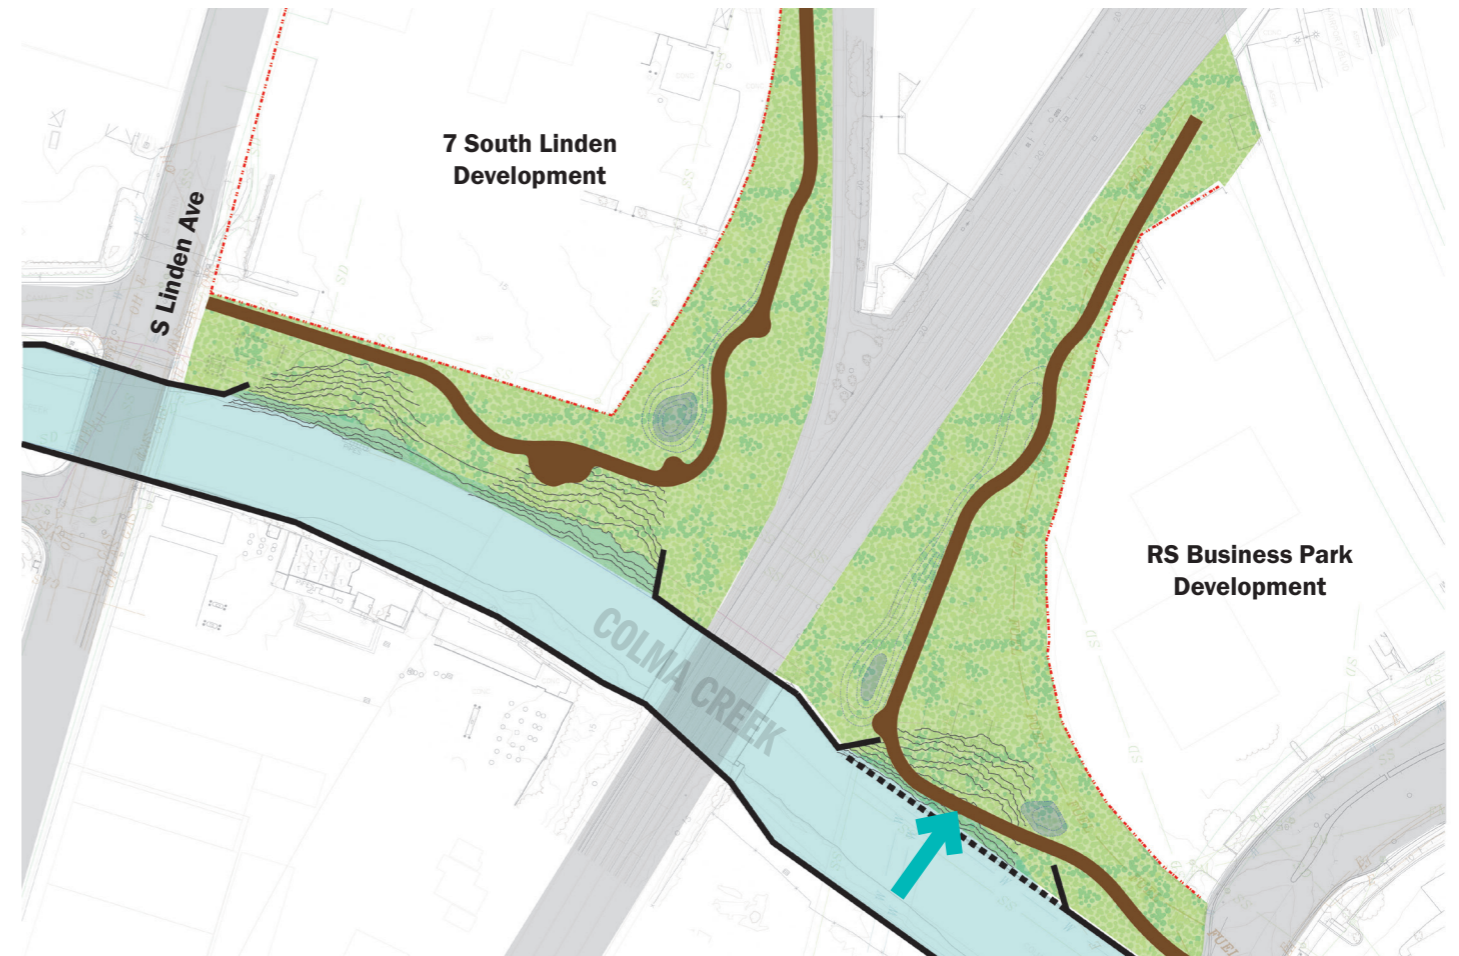 7 South Linden
Development
S Linden Ave
RS Business Park
Development
COLMA CREEK